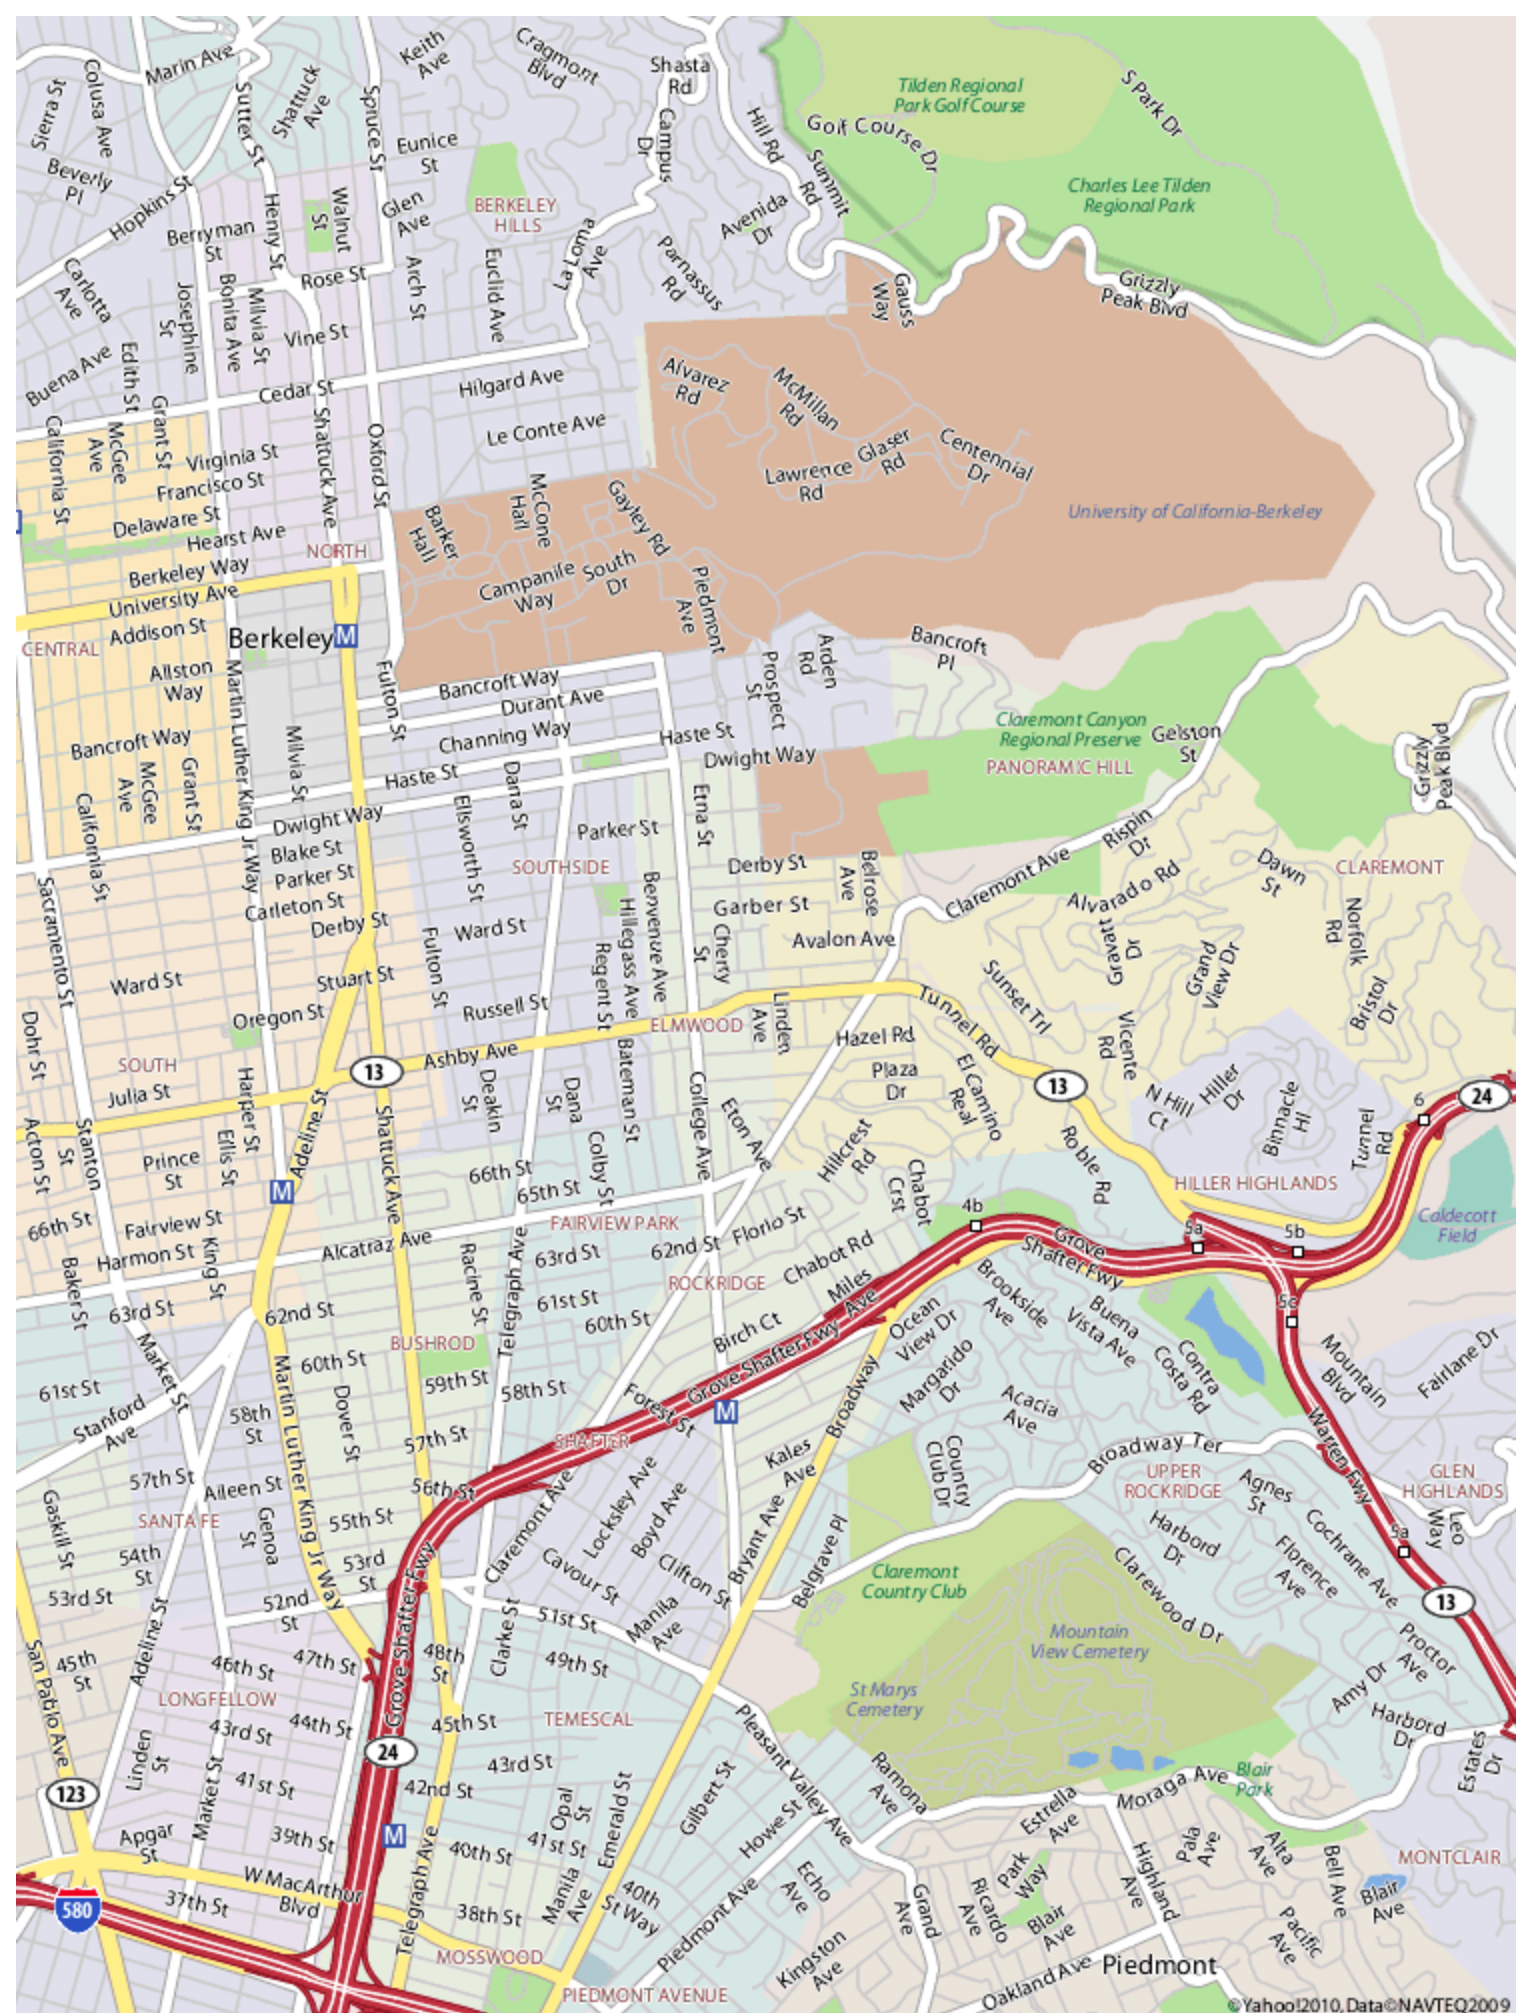 Marin Ave
Keith
Ave
Cragmont
Blvd
Shasta
Rd
Sierra St
Colusa Ave
Sutter St
Shattuck
Ave
Spruce St
Eunice
St
Campus
Dr
Hill Rd
Tilden Regional
Park Golf Course
Golf Course Dr
S Park Dr
Beverly
Pl
Hopkins St
Berryman
St
Henry St
Walnut
St
Glen
Ave
BERKELEY
HILLS
Avenida
Dr
Summit
Rd
Charles Lee Tilden
Regional Park
Carlotta
Ave
Josephine
St
Bonita Ave
Milvia St
Rose St
Arch St
Euclid Ave
La Loma
Ave
Parnassus
Rd
Gauss
Way
Grizzly
Peak Blvd
Vine St
Buena Ave
Edith St
Cedar St
Hilgard Ave
Alvarez
Rd
McMillan
Rd
California St
McGee
Ave
Grant St
Shattuck Ave
Oxford St
Le Conte Ave
Virginia St
Francisco St
Delaware St
Hearst Ave
Lawrence
Rd
Glaser
Rd
Centennial
Dr
University of California-Berkeley
Barker
Hall
McCone
Hall
Gayley Rd
NORTH
Berkeley Way
University Ave
Addison St
Campanile
Way
South
Dr
Piedmont
Ave
CENTRAL
Berkeley
M
Allston
Way
Martin Luther King Jr Way
Fulton St
Bancroft Way
Durant Ave
Channing Way
Prospect
St
Arden
Rd
Bancroft
Pl
Claremont Canyon
Regional Preserve
Gelston
St
PANORAMIC HILL
Grizzly
Peak Blvd
Bancroft Way
McGee
Ave
Grant St
Milvia St
Haste St
Haste St
Dwight Way
Dana St
Ellsworth St
Etna St
California St
Dwight Way
Blake St
Parker St
Parker St
Carleton St
Derby St
SOUTHSIDE
Derby St
Belrose
Ave
Rispin
Dr
Claremont Ave
Alvarado Rd
Dawn
St
CLAREMONT
Sacramento St
Benvenue Ave
Hillegass Ave
Regent St
Garber St
Cherry
St
Avalon Ave
Gravatt
Dr
Grand
View Dr
Norfolk
Rd
Bristol
Dr
Ward St
Ward St
Fulton St
Stuart St
Oregon St
Russell St
Sunset Trl
Tunnel Rd
Vicente
Rd
Dohr St
SOUTH
Julia St
13
Ashby Ave
ELMWOOD
Linden
Ave
Hazel Rd
Plaza
Dr
El Camino
Real
13
N Hill
Ct
Hiller
Dr
Binnacle
Hl
Tunnel
Rd
6
24
Harper St
Adeline St
Shattuck Ave
Deakin
St
Dana
St
Bateman St
College Ave
Eton Ave
Hillcrest
Rd
Roble Rd
Acton St
Stanton
St
Prince
St
Ellis St
M
66th St
65th St
Colby St
Chabot
Crst
4b
HILLER HIGHLANDS
5a
5b
Caldecott
Field
66th St
Fairview St
Harmon St
King St
Alcatraz Ave
Racine St
Telegraph Ave
FAIRVIEW PARK
63rd St
62nd St
Florio St
Chabot Rd
Grove
Shafter Fwy
Baker St
63rd St
62nd St
61st St
60th St
ROCKRIDGE
Miles
Ave
Birch Ct
Ocean
View Dr
Brookside
Ave
Buena
Vista Ave
5c
Market St
60th St
BUSHROD
59th St
58th St
Forest St
Grove Shafter Fwy
M
Margarido
Dr
Acacia
Ave
Contra
Costa Rd
Mountain
Blvd
Fairlane Dr
61st St
Stanford
Ave
58th
St
Dover St
Martin Luther King Jr Way
57th St
SHAFTER
Broadway
Kales
Ave
Country
Club Dr
Broadway Ter
Warren Fwy
57th St
Aileen St
56th St
Locksley Ave
Boyd Ave
Claremont Ave
UPPER
ROCKRIDGE
Agnes
St
GLEN
HIGHLANDS
Gaskill St
SANTA FE
Genoa
St
55th St
54th
St
53rd
St
Cavour St
Clifton St
Bryant Ave
Belgrave Pl
Harbord
Dr
Cochrane Ave
Florence
Ave
5a
Leo
Way
Claremont
Country Club
Clarewood Dr
53rd St
52nd
St
51st St
Manila
Ave
13
Mountain
View Cemetery
Proctor
Ave
San Pablo Ave
45th
St
Adeline St
46th St
47th St
Grove Shafter Fwy
48th
St
Clarke St
49th St
LONGFELLOW
St Marys
Cemetery
Amy Dr
Harbord
Dr
43rd St
44th St
45th St
TEMESCAL
Pleasant Valley Ave
Estates
Dr
Linden
St
24
43rd St
123
Market St
41st St
42nd St
Opal
St
Emerald St
Gilbert St
Ramona
Ave
Moraga Ave
Blair
Park
Apgar
St
39th St
M
40th St
41st St
Howe St
Estrella
Ave
Pala
Ave
Alta
Ave
MONTCLAIR
W MacArthur
Blvd
37th St
580
Telegraph Ave
38th St
Manila
Ave
40th
St Way
Echo
Ave
Park
Way
Ricardo
Ave
Blair
Ave
Highland
Ave
Bell Ave
Blair
Ave
MOSSWOOD
Piedmont Ave
Kingston
Ave
Grand
Ave
Pacific
Ave
PIEDMONT AVENUE
Oakland Ave
Piedmont
©Yahoo!2010, Data©NAVTEQ2009